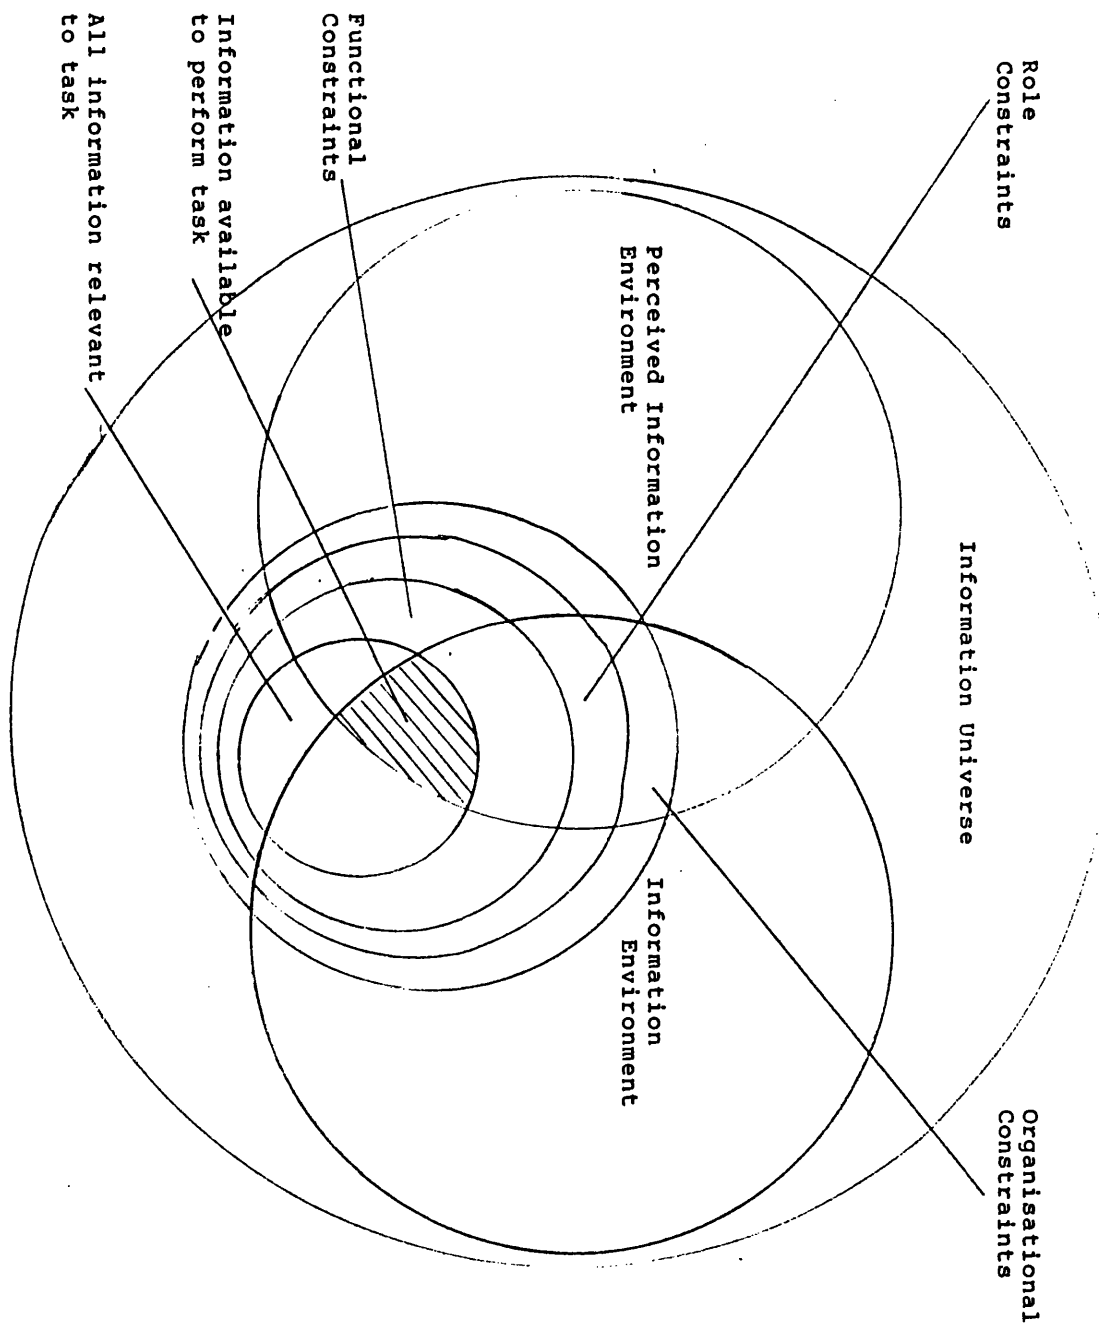 Role
Constraints
Organisational
Constraints
Information Universe
Perceived Information
Environment
Information
Environment
Functional
Constraints
Information available
to perform task
All information relevant
to task